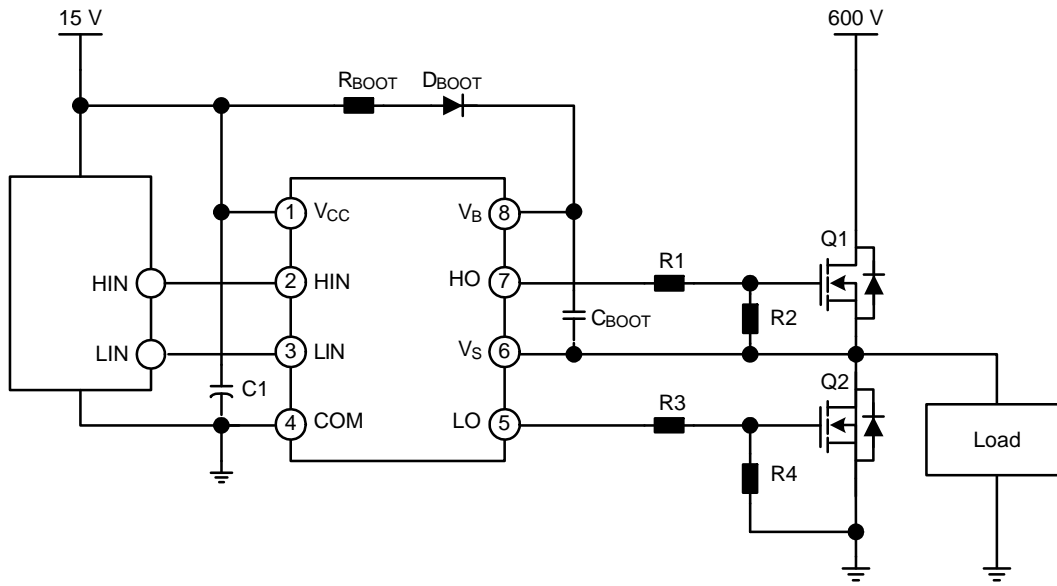 15 V
600 V
RBOOT
DBOOT
1
VCC
VB
8
Q1
HIN
2
HIN
HO
7
R1
R2
CBOOT
LIN
3
LIN
VS
6
Q2
C1
4
COM
LO
5
R3
Load
R4